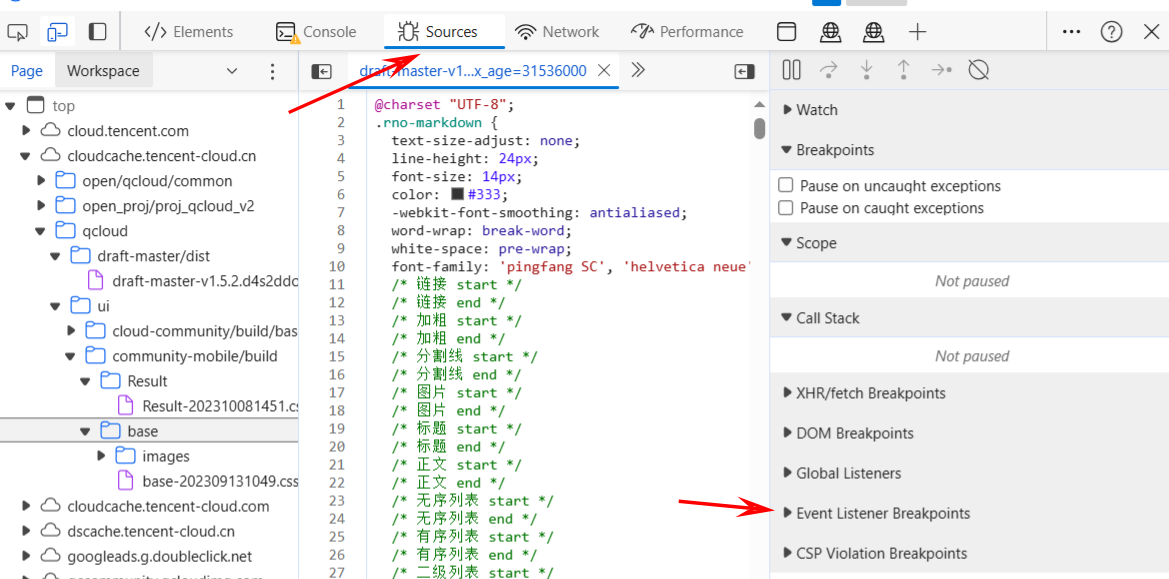 Elements
Console
Sources
Network
Performance
Page
Workspace
top
cloud.tencent.com
cloudcache.tencent-cloud.cn
open/qcloud/common
open_proj/proj_qcloud_v2
qcloud
draft-master/dist
draft-master-v1.5.2.d4s2ddc
ui
cloud-community/build/bas
community-mobile/build
Result
Result-202310081451.cs
base
images
base-202309131049.css
cloudcache.tencent-cloud.com
dscache.tencent-cloud.cn
googleads.g.doubleclick.net
draft-master-v1...x_age=31536000
1 @charset "UTF-8";
2 .rno-markdown {
3 text-size-adjust: none;
4 line-height: 24px;
5 font-size: 14px;
6 color: #333;
7 -webkit-font-smoothing: antialiased;
8 word-wrap: break-word;
9 white-space: pre-wrap;
10 font-family: 'pingfang SC', 'helvetica neue'
11 /* 链接 start */
12 /* 链接 end */
13 /* 加粗 start */
14 /* 加粗 end */
15 /* 分割线 start */
16 /* 分割线 end */
17 /* 图片 start */
18 /* 图片 end */
19 /* 标题 start */
20 /* 标题 end */
21 /* 正文 start */
22 /* 正文 end */
23 /* 无序列表 start */
24 /* 无序列表 end */
25 /* 有序列表 start */
26 /* 有序列表 end */
27 /* 二级列表 start */
Watch
Breakpoints
Pause on uncaught exceptions
Pause on caught exceptions
Scope
Not paused
Call Stack
Not paused
XHR/fetch Breakpoints
DOM Breakpoints
Global Listeners
Event Listener Breakpoints
CSP Violation Breakpoints